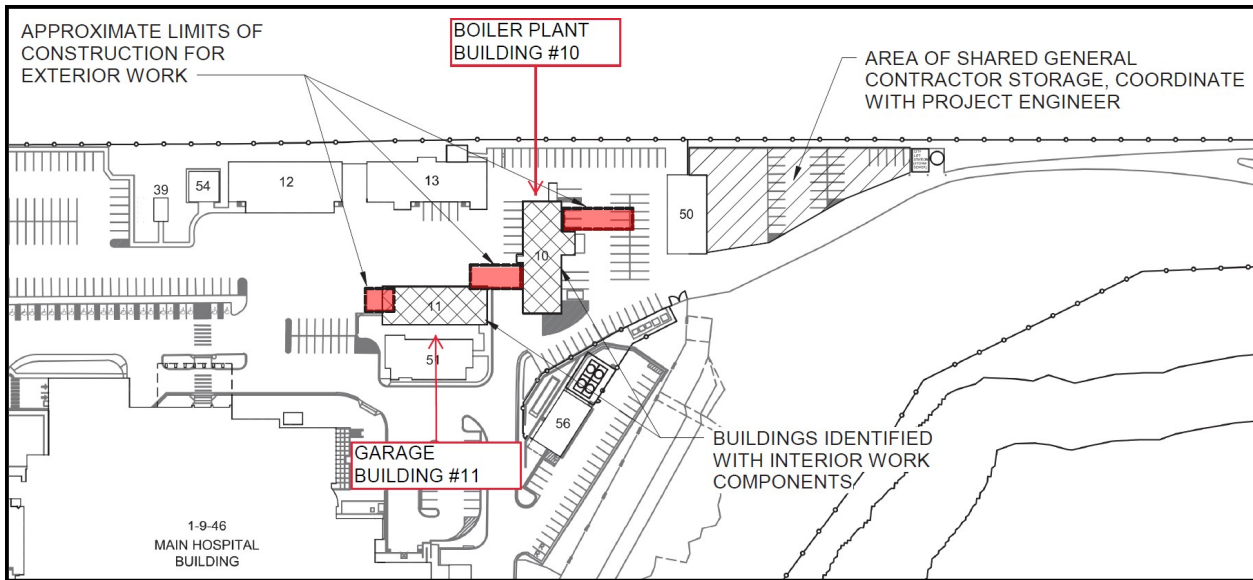 APPROXIMATE LIMITS OF
CONSTRUCTION FOR
EXTERIOR WORK
BOILER PLANT
BUILDING #10
AREA OF SHARED GENERAL
CONTRACTOR STORAGE, COORDINATE
WITH PROJECT ENGINEER
39
54
12
13
50
10
11
51
56
GARAGE
BUILDING #11
BUILDINGS IDENTIFIED
WITH INTERIOR WORK
COMPONENTS
1-9-46
MAIN HOSPITAL
BUILDING